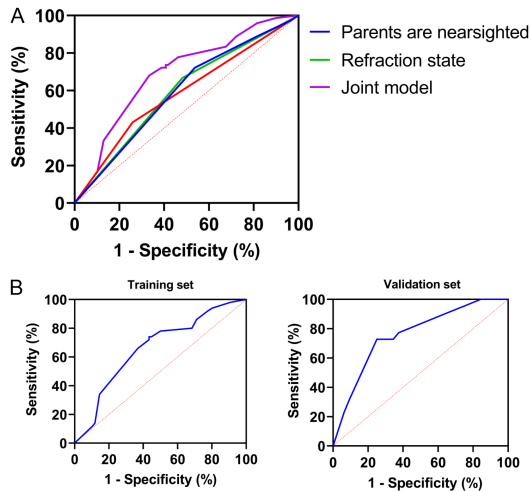 A
Parents are nearsighted
Refraction state
Joint model
Sensitivity (%)
100
80
60
40
20
0
0 20 40 60 80 100
1 - Specificity (%)
B
Training set
Sensitivity (%)
100
80
60
40
20
0
0 20 40 60 80 100
1 - Specificity (%)
Validation set
Sensitivity (%)
100
80
60
40
20
0
0 20 40 60 80 100
1 - Specificity (%)